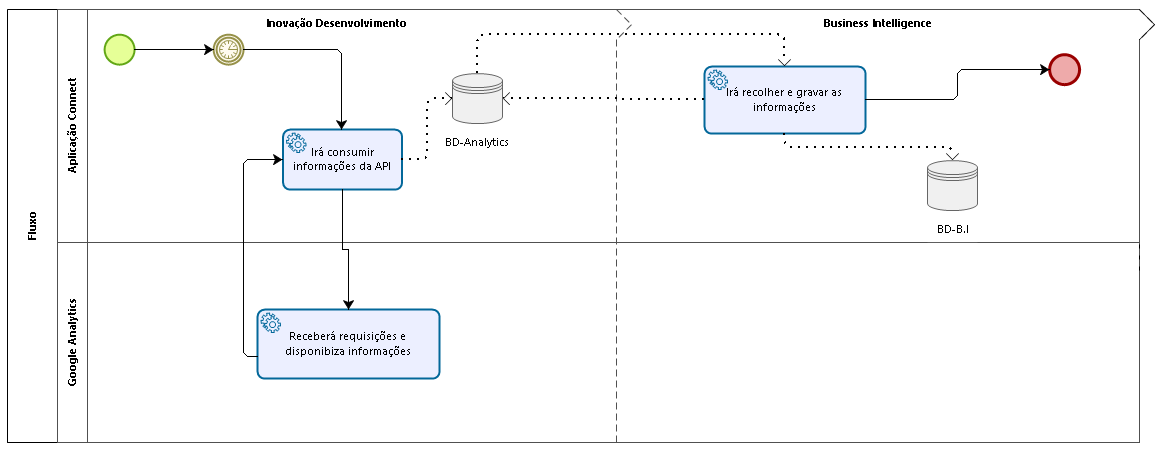 Inovação Desenvolvimento
Business Intelligence
Fluxo
Aplicação Connect
Irá consumir
informações da API
BD-Analytics
Irá recolher e gravar as
informações
BD-B.I
Google Analytics
Receberá requisições e
disponibiza informações